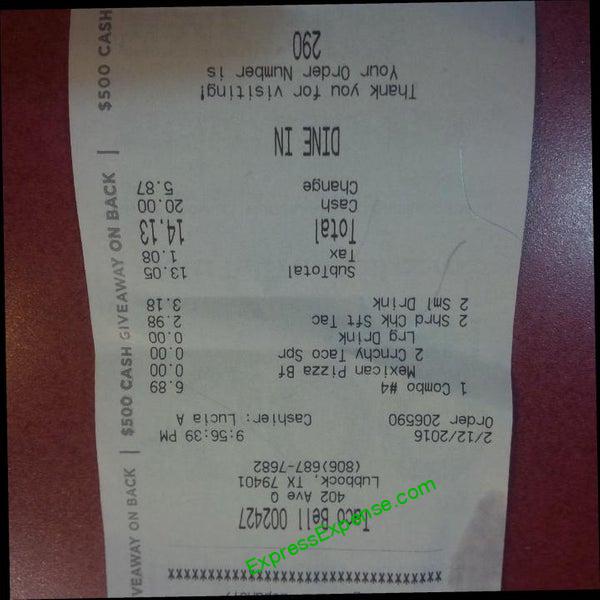 xxxxxxxxxxxxxxxxxxxxxxxxxxxxxxxxxxxxxxxx
Taco Bell 002427
402 Ave Q
Lubbock, TX 79401
(806)687-7682
2/12/2016 9:56:39 PM
Order 206590 Cashier: Lucia A
1 Combo #4 6.89
Mexican Pizza Bf 0.00
2 Crnchy Taco Spr 0.00
Lrg Drink 0.00
2 Shrd Chk Sft Tac 2.98
2 Sml Drink 3.18
SubTotal 13.05
Tax 1.08
Total 14.13
Cash 20.00
Change 5.87
DINE IN
Thank you for visiting!
Your Order Number is
290
VEAWAY ON BACK | $500 CASH GIVEAWAY ON BACK | $500 CASH
ExpressExpense.com